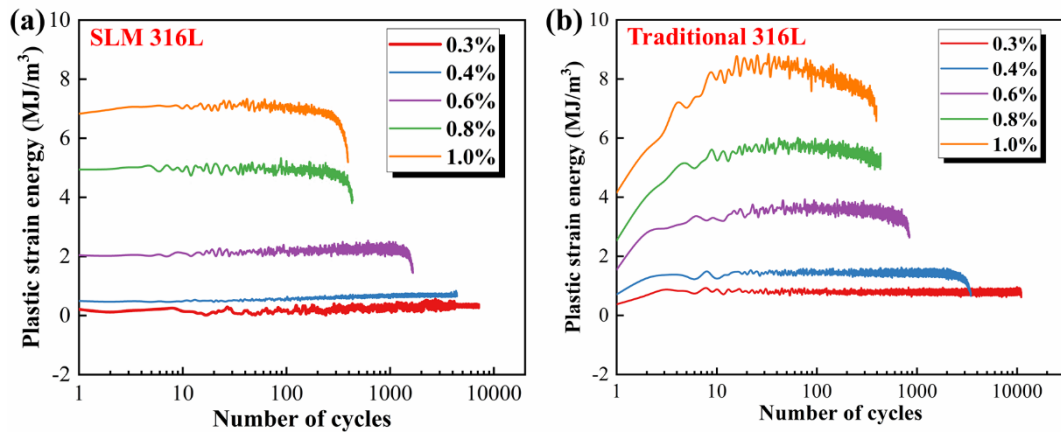 (a)
SLM 316L
0.3%
0.4%
0.6%
0.8%
1.0%
Plastic strain energy (MJ/m³)
10
8
6
4
2
0
-2
1 10 100 1000 10000
Number of cycles
(b)
Traditional 316L
0.3%
0.4%
0.6%
0.8%
1.0%
Plastic strain energy (MJ/m³)
10
8
6
4
2
0
-2
1 10 100 1000 10000
Number of cycles